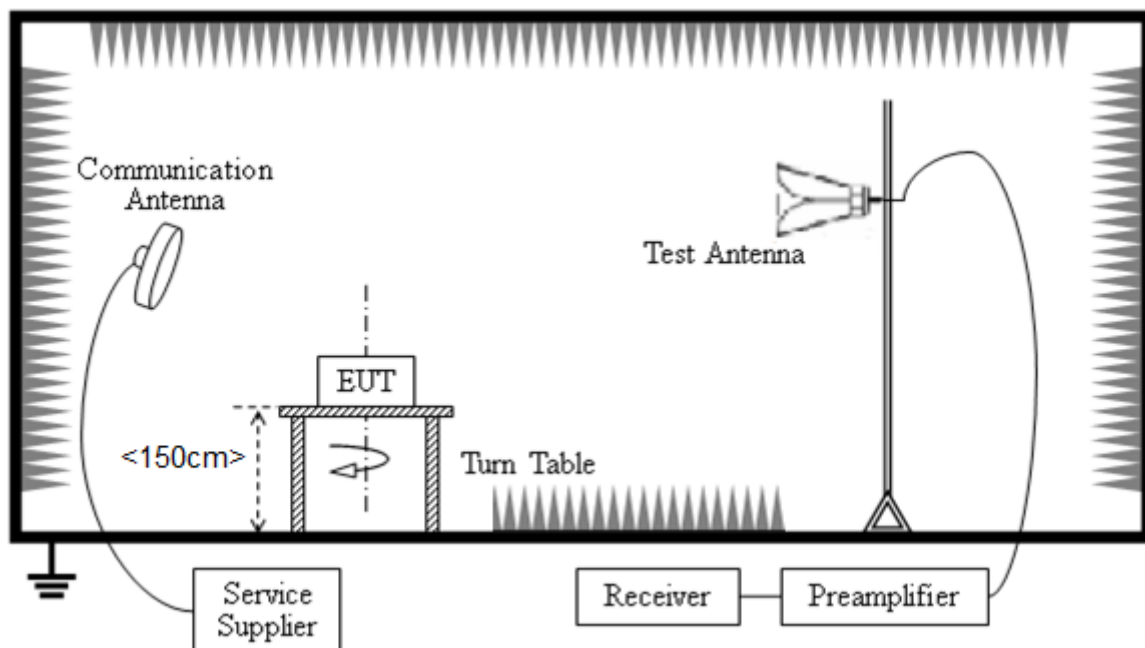 Communication
Antenna
Test Antenna
EUT
<150cm>
Turn Table
Service
Supplier
Receiver
Preamplifier